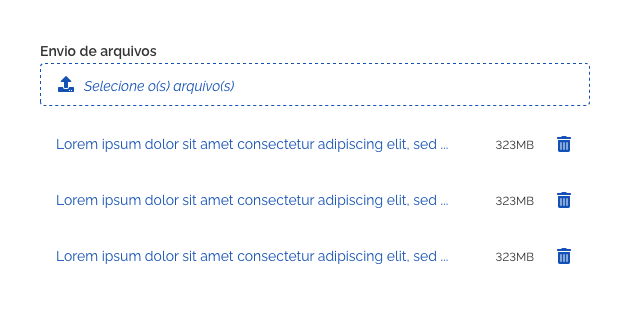 Envio de arquivos
Selecione o(s) arquivo(s)
Lorem ipsum dolor sit amet consectetur adipiscing elit, sed ... 323MB
Lorem ipsum dolor sit amet consectetur adipiscing elit, sed ... 323MB
Lorem ipsum dolor sit amet consectetur adipiscing elit, sed ... 323MB